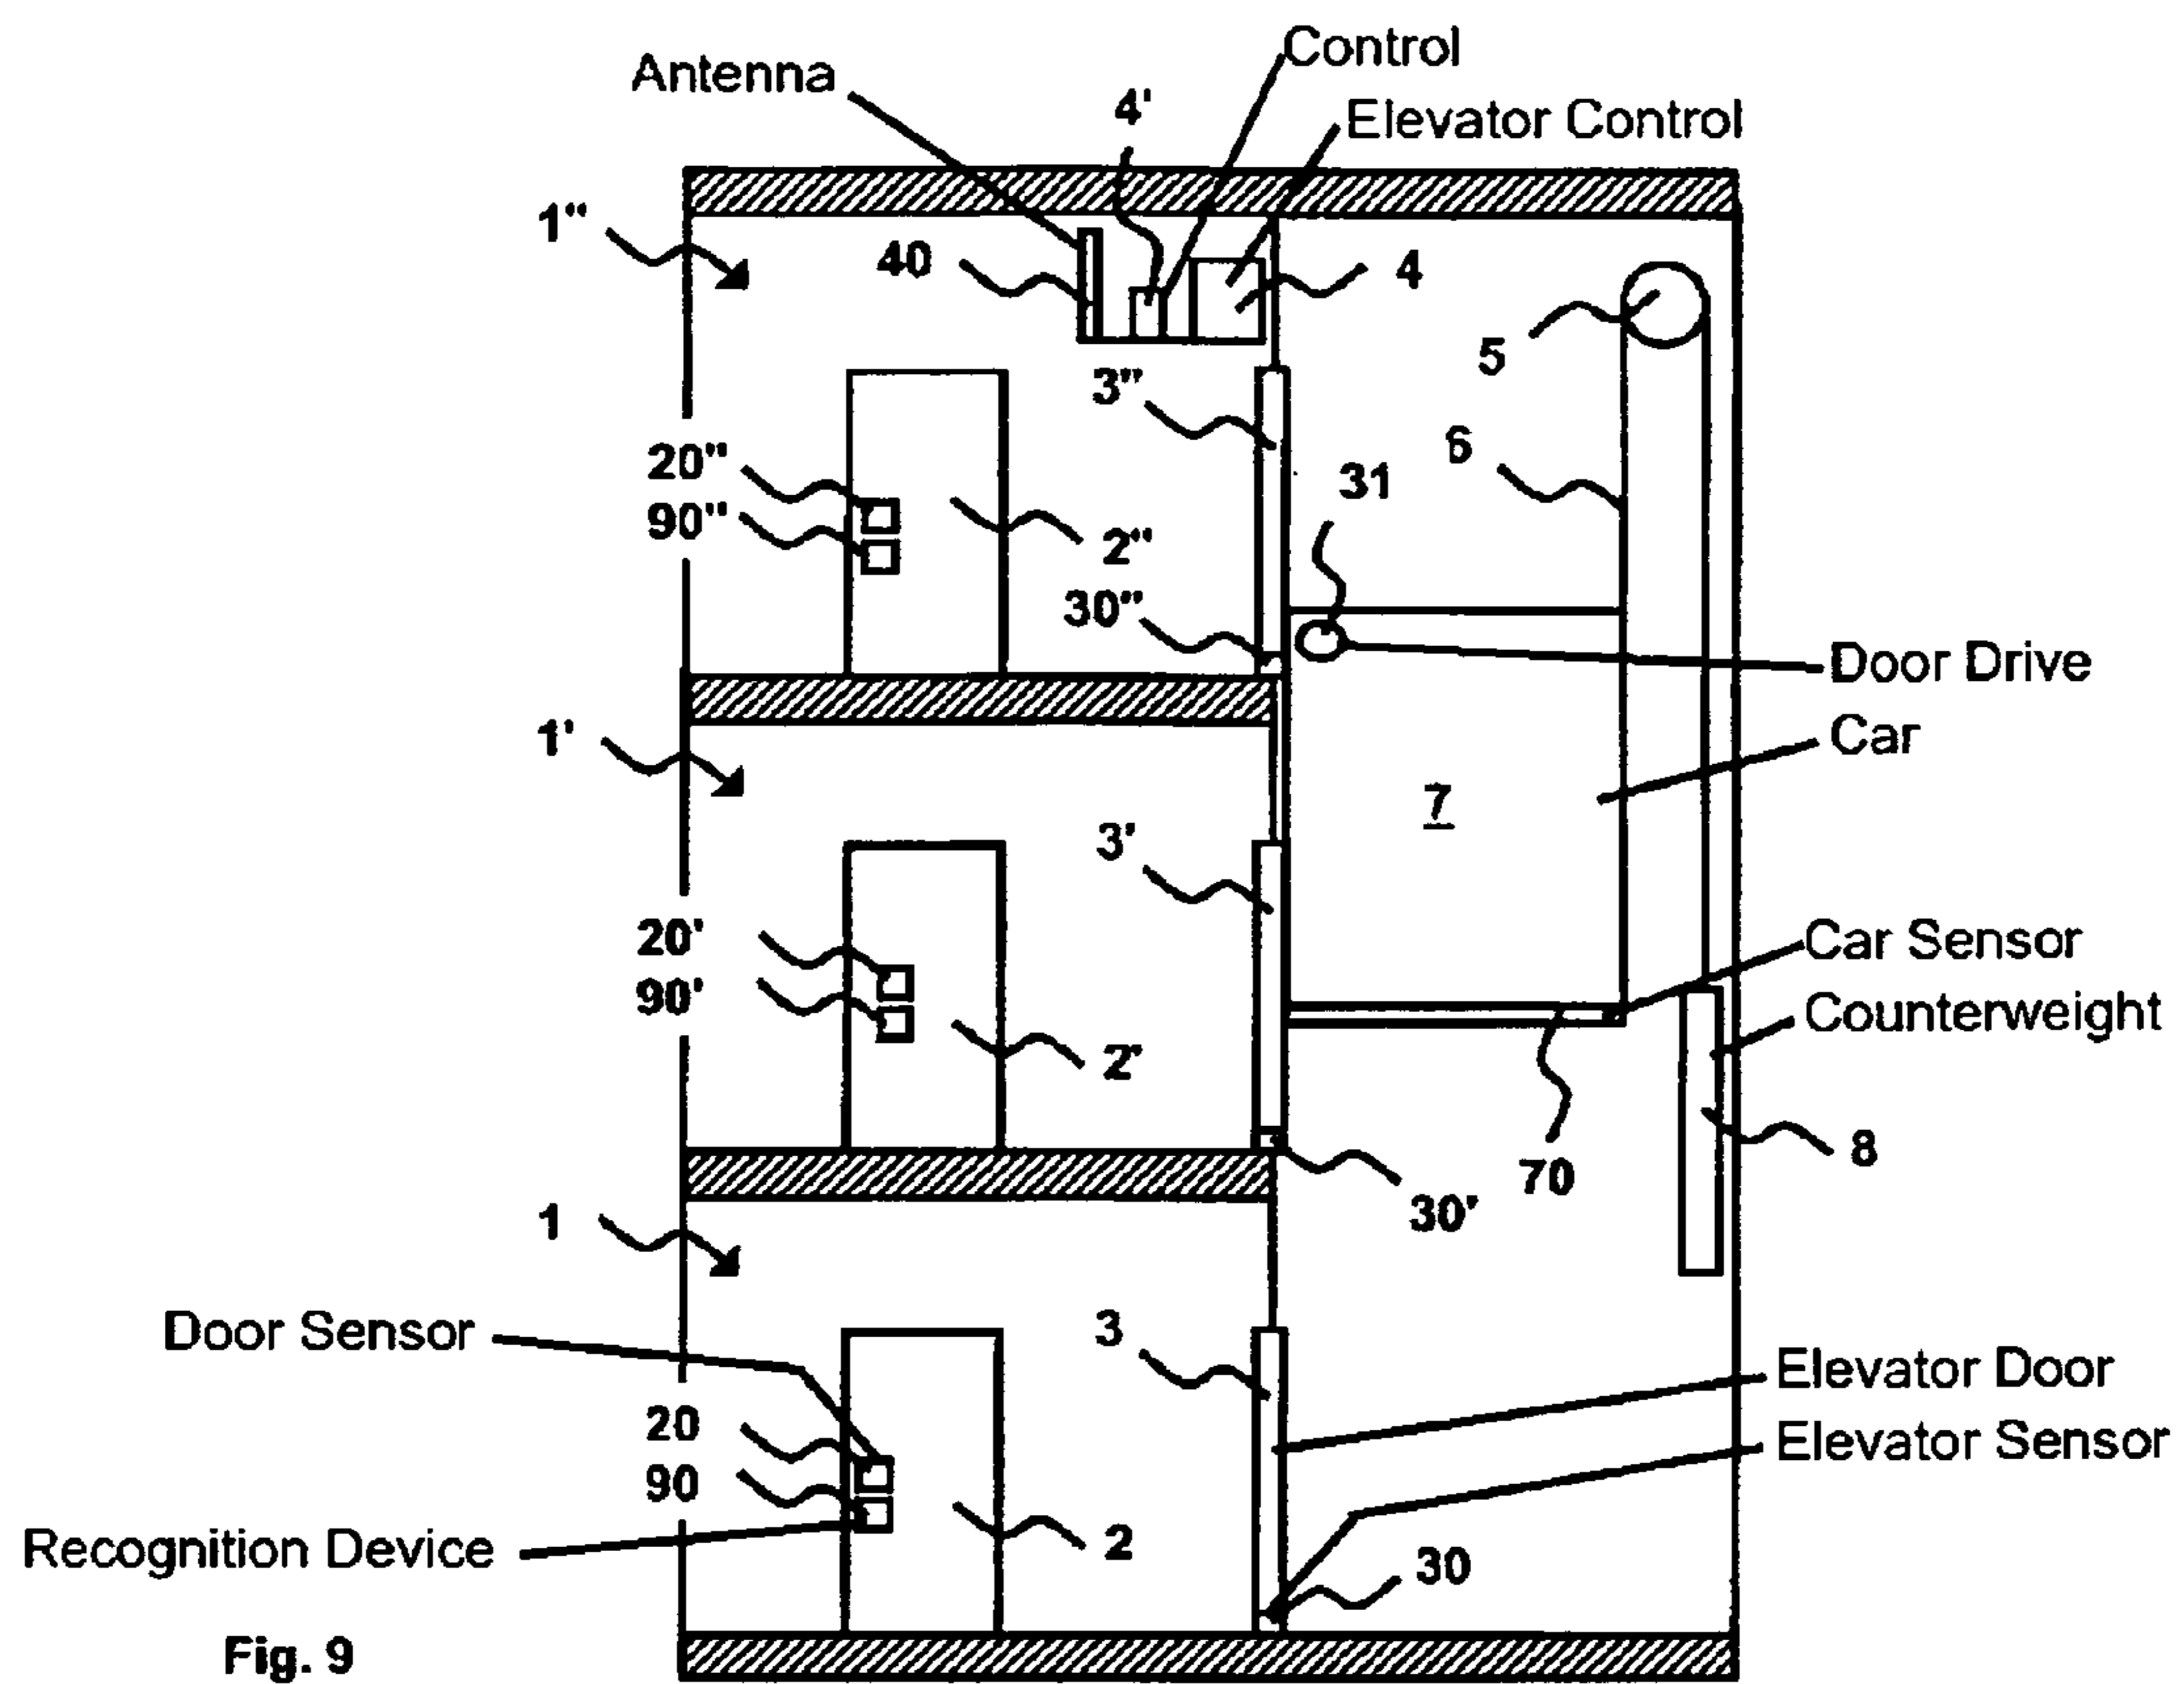 Control
Antenna
4'
Elevator Control
1"
40
4
5
3"
6
20"
31
90"
2"
30"
Door Drive
1'
Car
7
3'
20'
Car Sensor
90'
Counterweight
2'
8
70
30'
1
Door Sensor
3
Elevator Door
20
Elevator Sensor
90
Recognition Device
2
30
Fig. 9